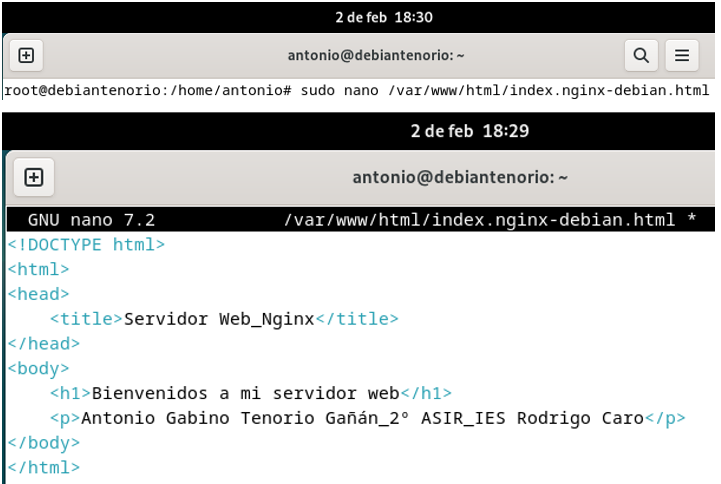 2 de feb 18:30
antonio@debiantenorio: ~
root@debiantenorio:/home/antonio# sudo nano /var/www/html/index.nginx-debian.html
2 de feb 18:29
antonio@debiantenorio: ~
GNU nano 7.2 /var/www/html/index.nginx-debian.html *
<!DOCTYPE html>
<html>
<head>
    <title>Servidor Web_Nginx</title>
</head>
<body>
    <h1>Bienvenidos a mi servidor web</h1>
    <p>Antonio Gabino Tenorio Gañán_2º ASIR_IES Rodrigo Caro</p>
</body>
</html>